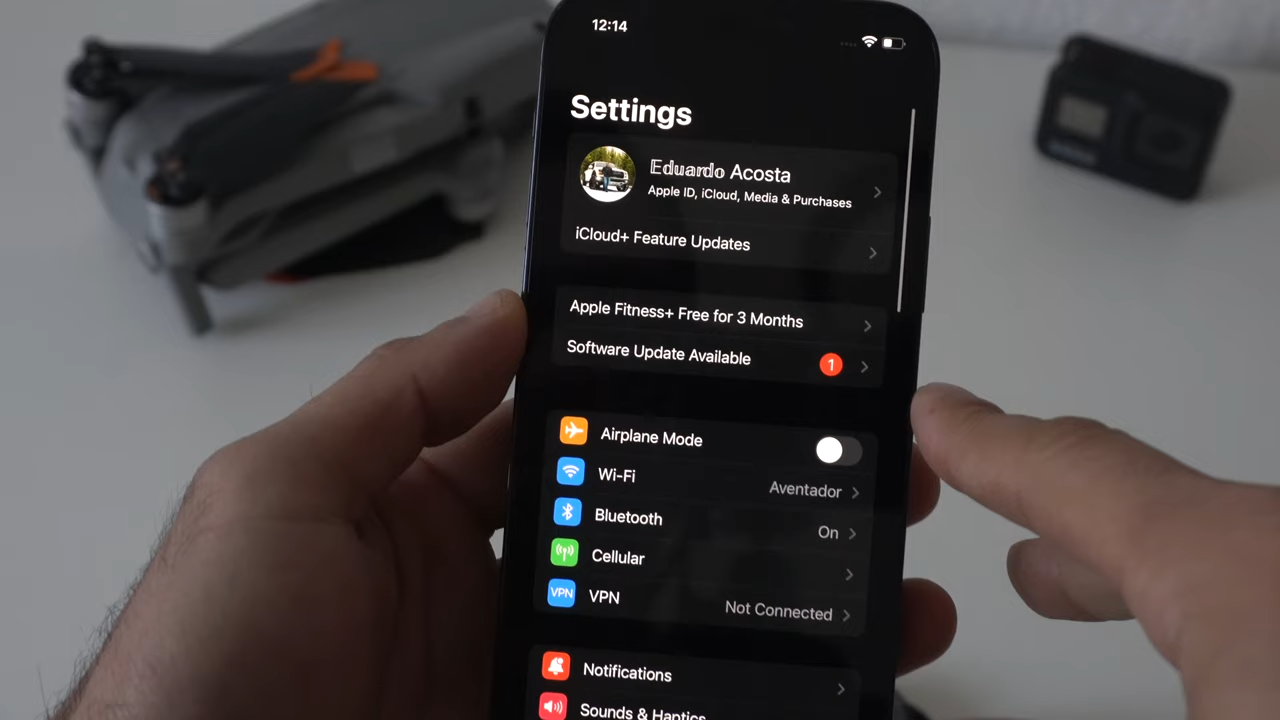 12:14
Settings
𝔼𝕕𝕦𝕒𝕣𝕕𝕠 Acosta
Apple ID, iCloud, Media & Purchases
iCloud+ Feature Updates
Apple Fitness+ Free for 3 Months
Software Update Available 1
Airplane Mode
Wi-Fi Aventador
Bluetooth On
Cellular
VPN VPN Not Connected
Notifications
Sounds & Haptics